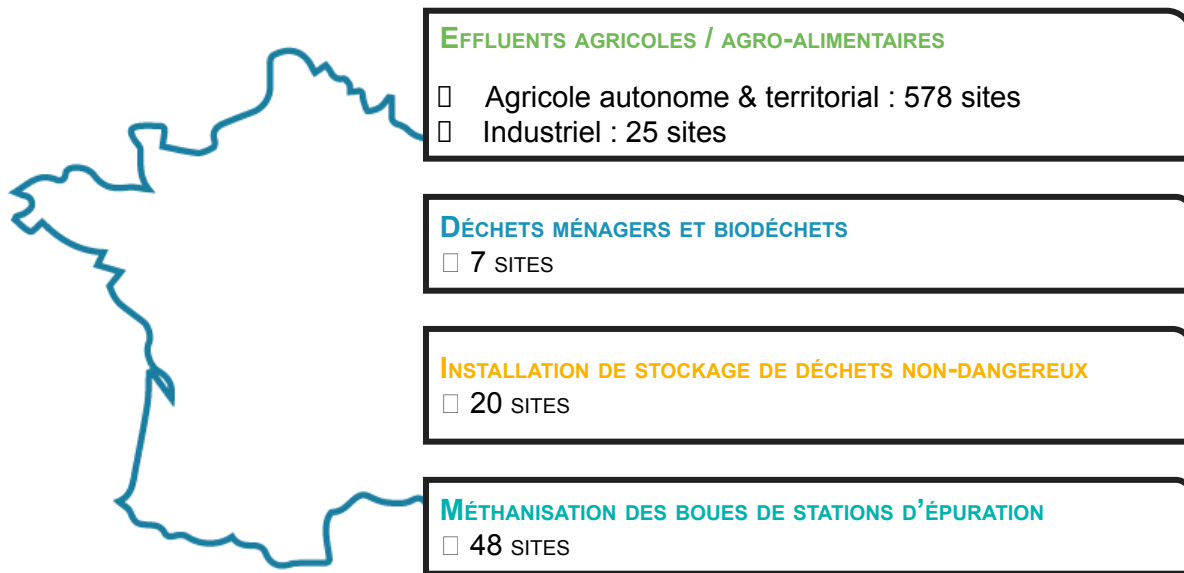 EFFLUENTS AGRICOLES / AGRO-ALIMENTAIRES
Agricole autonome & territorial : 578 sites
Industriel : 25 sites
DÉCHETS MÉNAGERS ET BIODÉCHETS
7 SITES
INSTALLATION DE STOCKAGE DE DÉCHETS NON-DANGEREUX
20 SITES
MÉTHANISATION DES BOUES DE STATIONS D’ÉPURATION
48 SITES